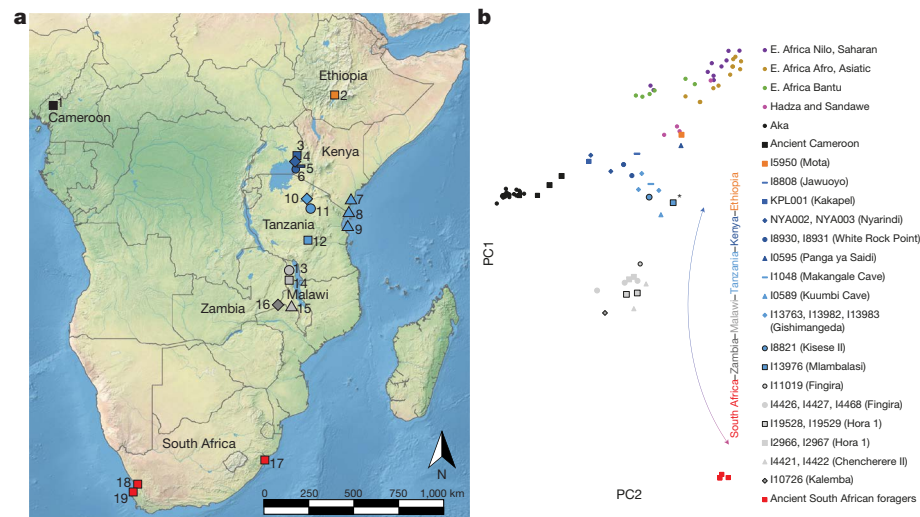 a
b
1
Cameroon
Ethiopia
2
Kenya
3
4
5
6
10
7
11
8
Tanzania
9
12
13
14
Malawi
Zambia
16
15
South Africa
17
18
19
N
0 250 500 750 1,000 km
PC1
PC2
South Africa–Zambia–Malawi–Tanzania–Kenya–Ethiopia
*
E. Africa Nilo, Saharan
E. Africa Afro, Asiatic
E. Africa Bantu
Hadza and Sandawe
Aka
Ancient Cameroon
I5950 (Mota)
I8808 (Jawuoyo)
KPL001 (Kakapel)
NYA002, NYA003 (Nyarindi)
I8930, I8931 (White Rock Point)
I0595 (Panga ya Saidi)
I1048 (Makangale Cave)
I0589 (Kuumbi Cave)
I13763, I13982, I13983
(Gishimangeda)
I8821 (Kisese II)
I13976 (Mlambalasi)
I11019 (Fingira)
I4426, I4427, I4468 (Fingira)
I19528, I19529 (Hora 1)
I2966, I2967 (Hora 1)
I4421, I4422 (Chencherere II)
I10726 (Kalemba)
Ancient South African foragers